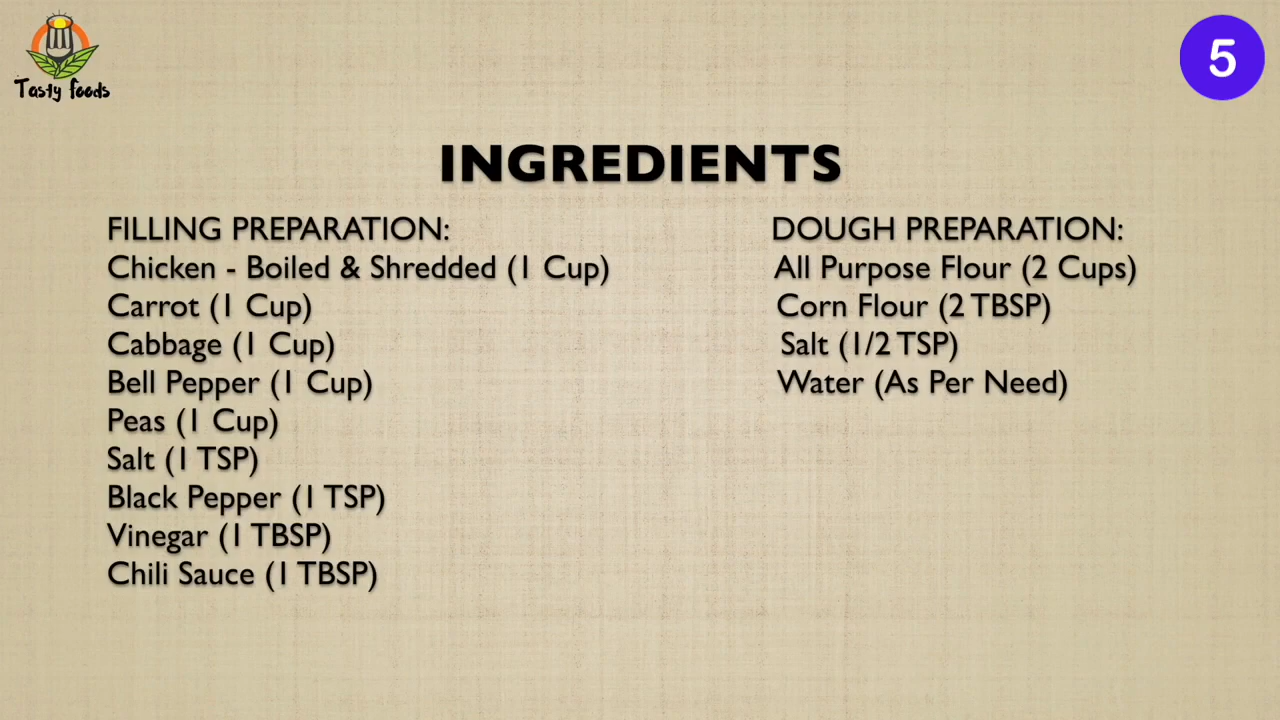 Tasty foods
5
INGREDIENTS
FILLING PREPARATION:
Chicken - Boiled & Shredded (1 Cup)
Carrot (1 Cup)
Cabbage (1 Cup)
Bell Pepper (1 Cup)
Peas (1 Cup)
Salt (1 TSP)
Black Pepper (1 TSP)
Vinegar (1 TBSP)
Chili Sauce (1 TBSP)
DOUGH PREPARATION:
All Purpose Flour (2 Cups)
Corn Flour (2 TBSP)
Salt (1/2 TSP)
Water (As Per Need)